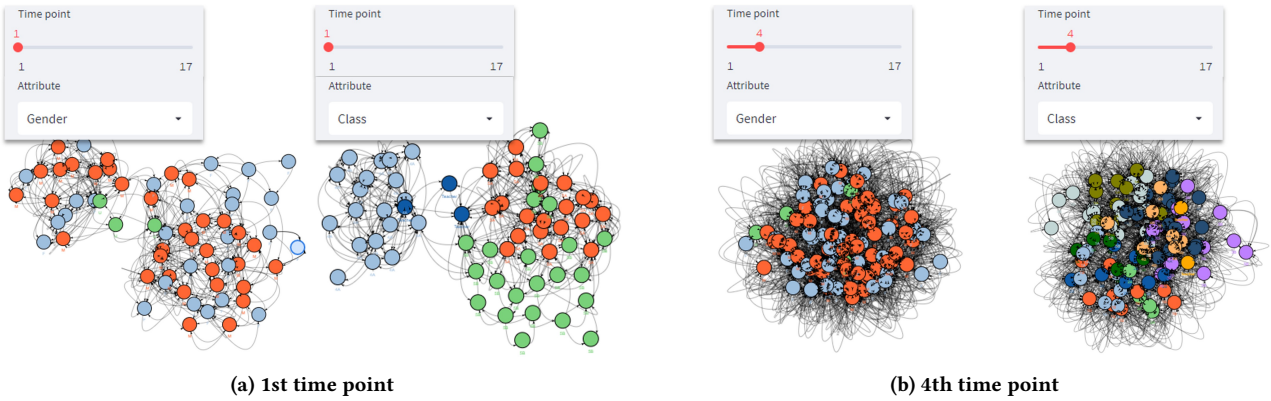 Time point
1
1 17
Attribute
Gender
Time point
1
1 17
Attribute
Class
Time point
4
1 17
Attribute
Gender
Time point
4
1 17
Attribute
Class
(a) 1st time point
(b) 4th time point